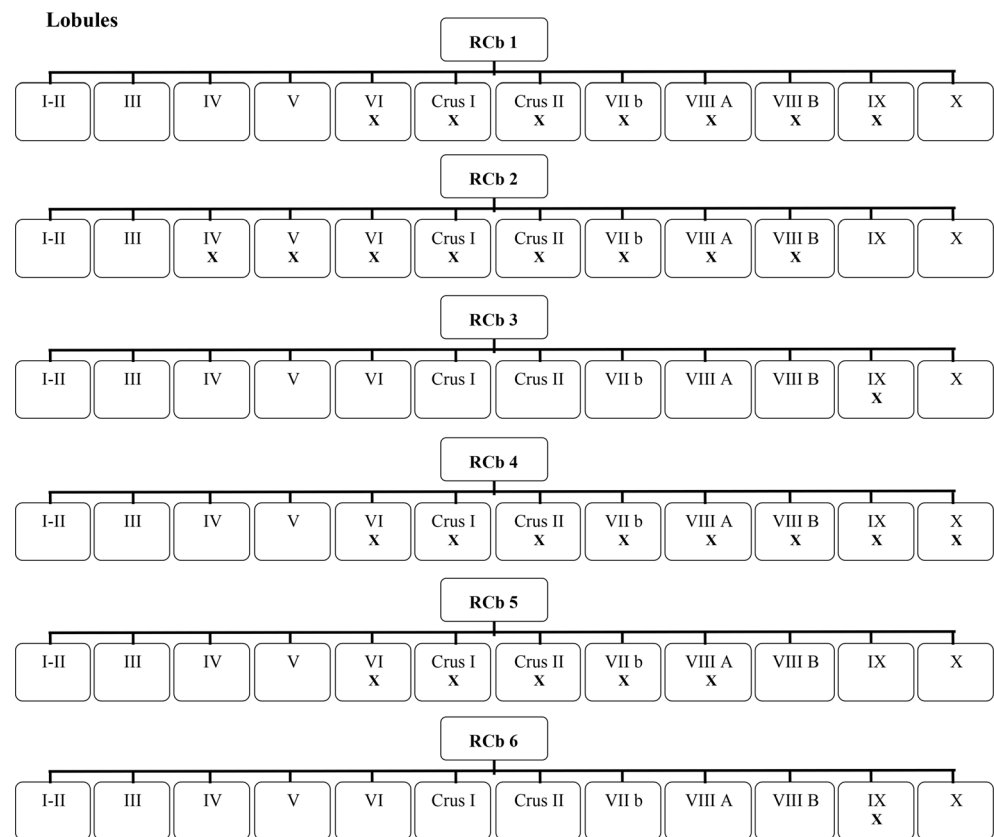 Lobules
RCb 1
I-II III IV V VI Crus I Crus II VII b VIII A VIII B IX X
X X X X X X X
RCb 2
I-II III IV V VI Crus I Crus II VII b VIII A VIII B IX X
X X X X X X X X
RCb 3
I-II III IV V VI Crus I Crus II VII b VIII A VIII B IX X
X
RCb 4
I-II III IV V VI Crus I Crus II VII b VIII A VIII B IX X
X X X X X X X X
RCb 5
I-II III IV V VI Crus I Crus II VII b VIII A VIII B IX X
X X X X X
RCb 6
I-II III IV V VI Crus I Crus II VII b VIII A VIII B IX X
X